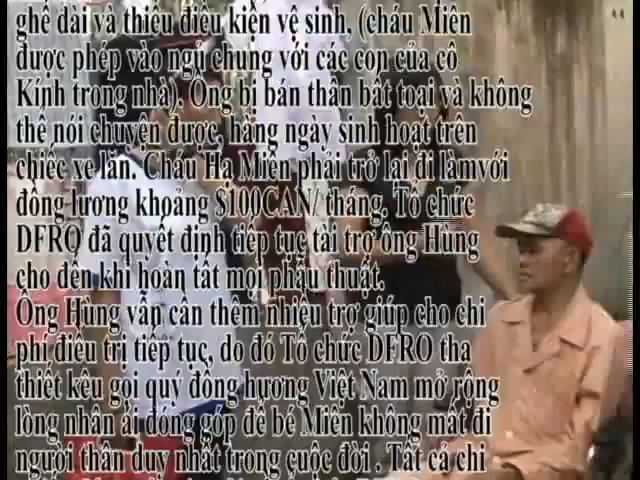 ghế dài và thiếu điều kiện vệ sinh, (cháu Miên
được phép vào ngủ chung với các con của cô
Kính trong nhà). Ông bị bán thân bất toại và không
thể nói chuyện được, hằng ngày sinh hoạt trên
chiếc xe lăn. Cháu Hạ Miên phải trở lại đi làmvới
đồng lương khoảng $100CAN/ tháng. Tổ chức
DFRO đã quyết định tiếp tục tài trợ ông Hùng
cho đến khi hoàn tất mọi phẫu thuật.
Ông Hùng vẫn cần thêm nhiều trợ giúp cho chi
phí điều trị tiếp tục, do đó Tổ chức DFRO tha
thiết kêu gọi quý đồng hương Việt Nam mở rộng
lòng nhân ái đóng góp để bé Miên không mất đi
người thân duy nhất trong cuộc đời . Tất cả chi